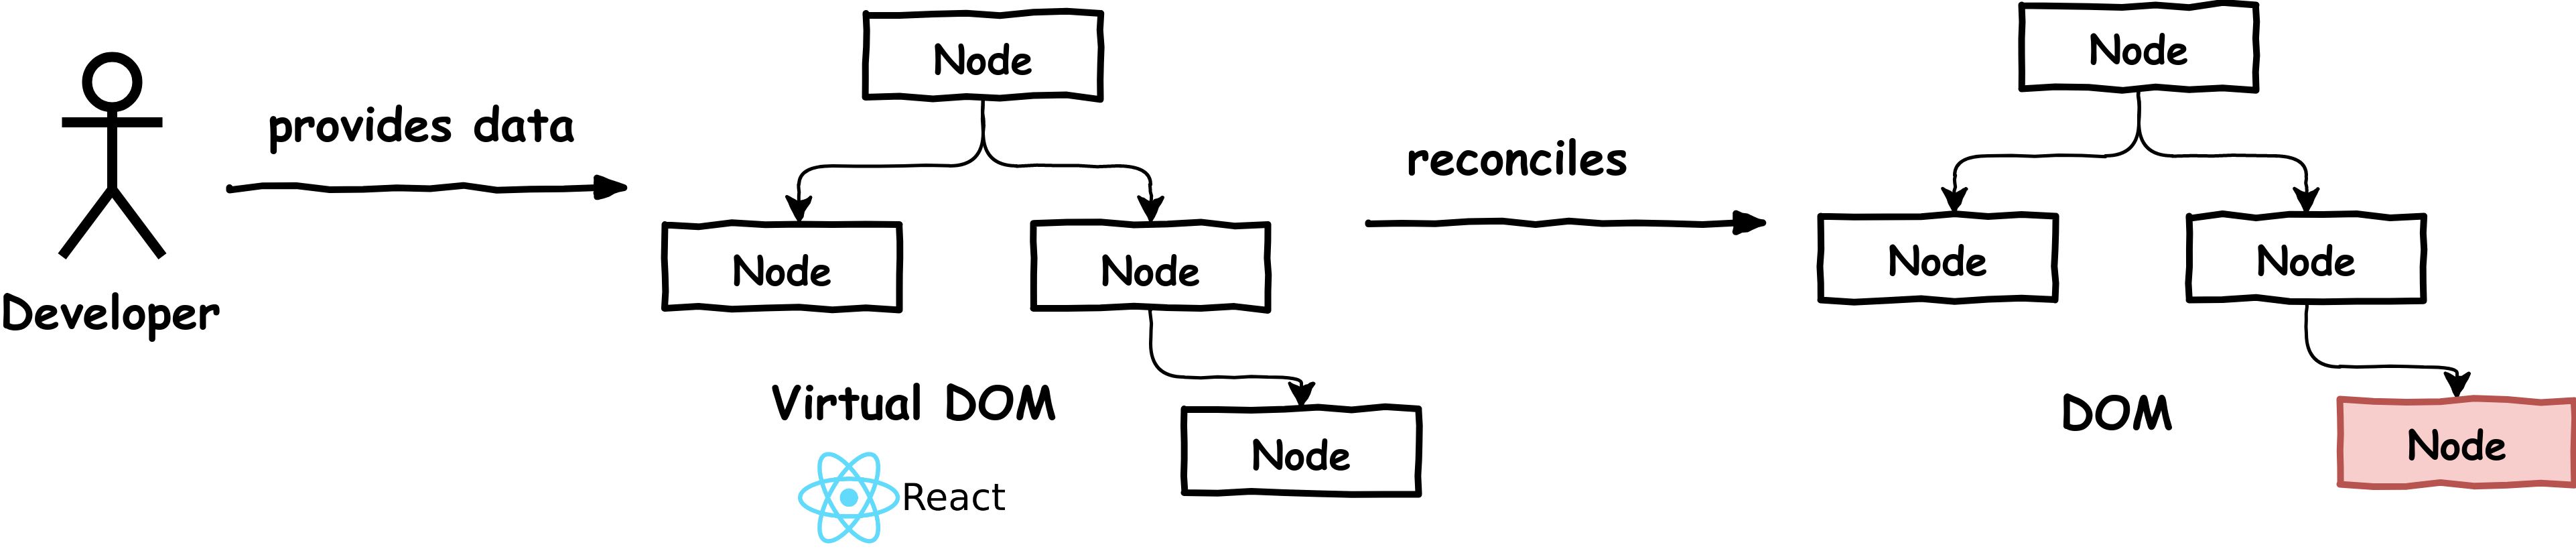 Developer
provides data
Node
Node
Node
Node
Virtual DOM
React
reconciles
Node
Node
Node
Node
DOM